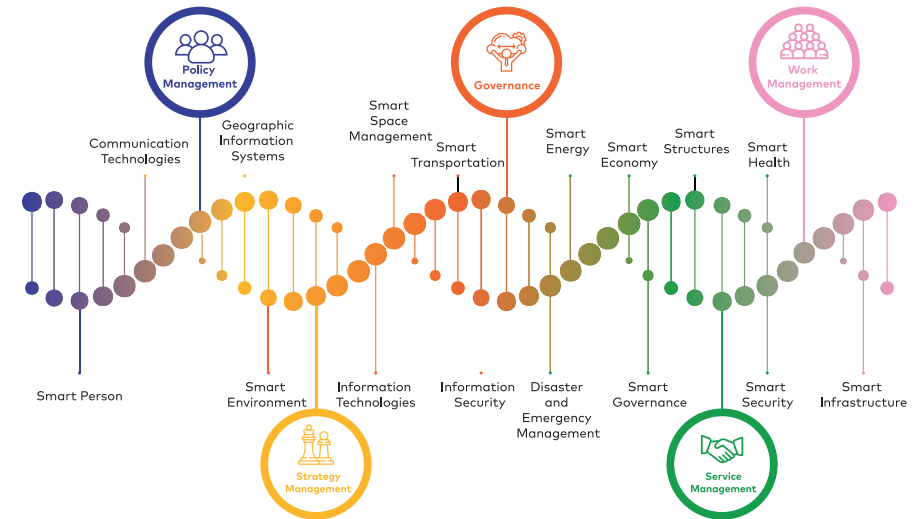 Policy
Management
Governance
Work
Management
Communication
Technologies
Geographic
Information
Systems
Smart
Space
Management
Smart
Transportation
Smart
Energy
Smart
Economy
Smart
Structures
Smart
Health
Smart Person
Smart
Environment
Information
Technologies
Information
Security
Disaster
and
Emergency
Management
Smart
Governance
Smart
Security
Smart
Infrastructure
Strategy
Management
Service
Management